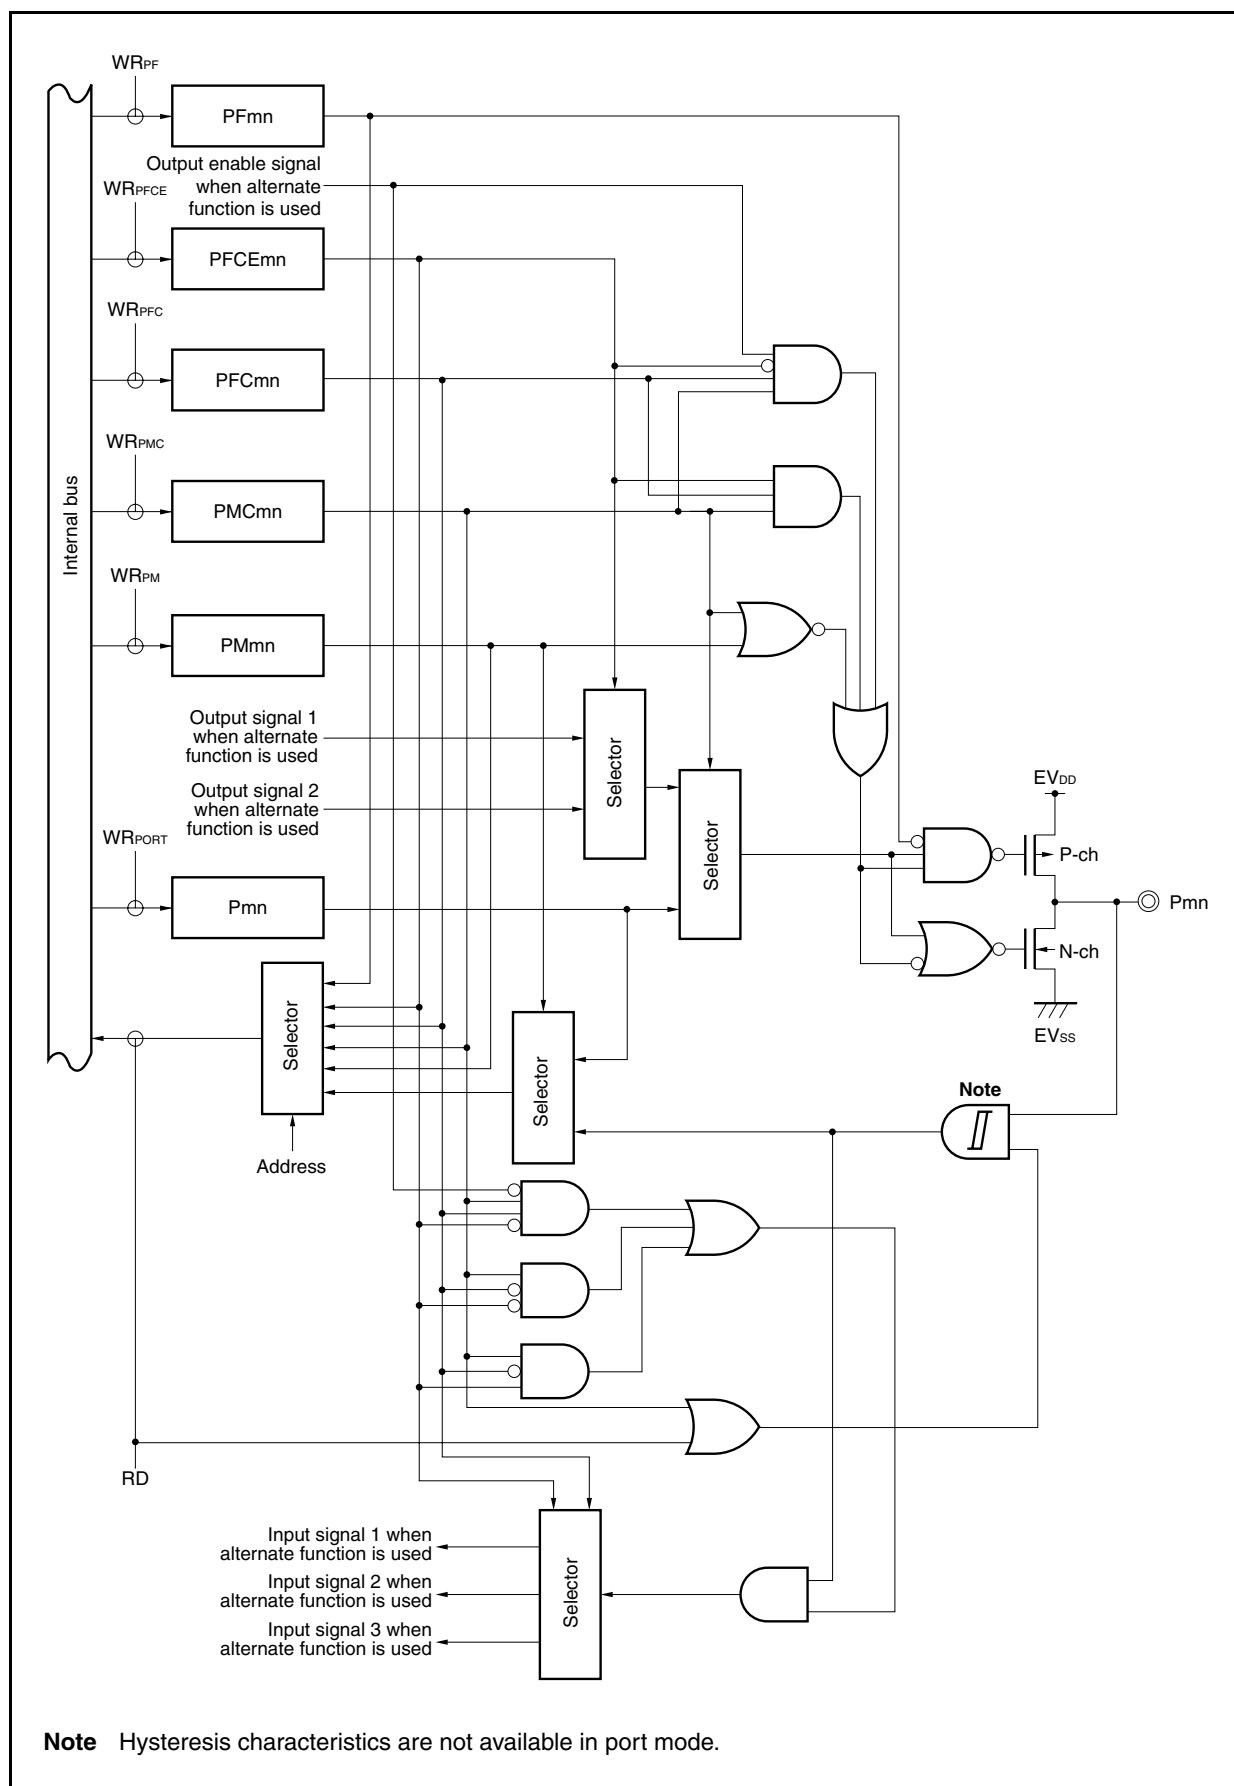 WRPF
PFmn
Output enable signal
when alternate
function is used
WRPFCE
PFCEmn
WRPFC
PFCmn
WRPMC
PMCmn
Internal bus
WRPM
PMmn
Output signal 1
when alternate
function is used
Selector
Output signal 2
when alternate
function is used
Selector
EVDD
P-ch
WRPORT
Pmn
Pmn
N-ch
EVSS
Selector
Selector
Address
Note
RD
Input signal 1 when
alternate function is used
Input signal 2 when
alternate function is used
Input signal 3 when
alternate function is used
Selector
Note Hysteresis characteristics are not available in port mode.